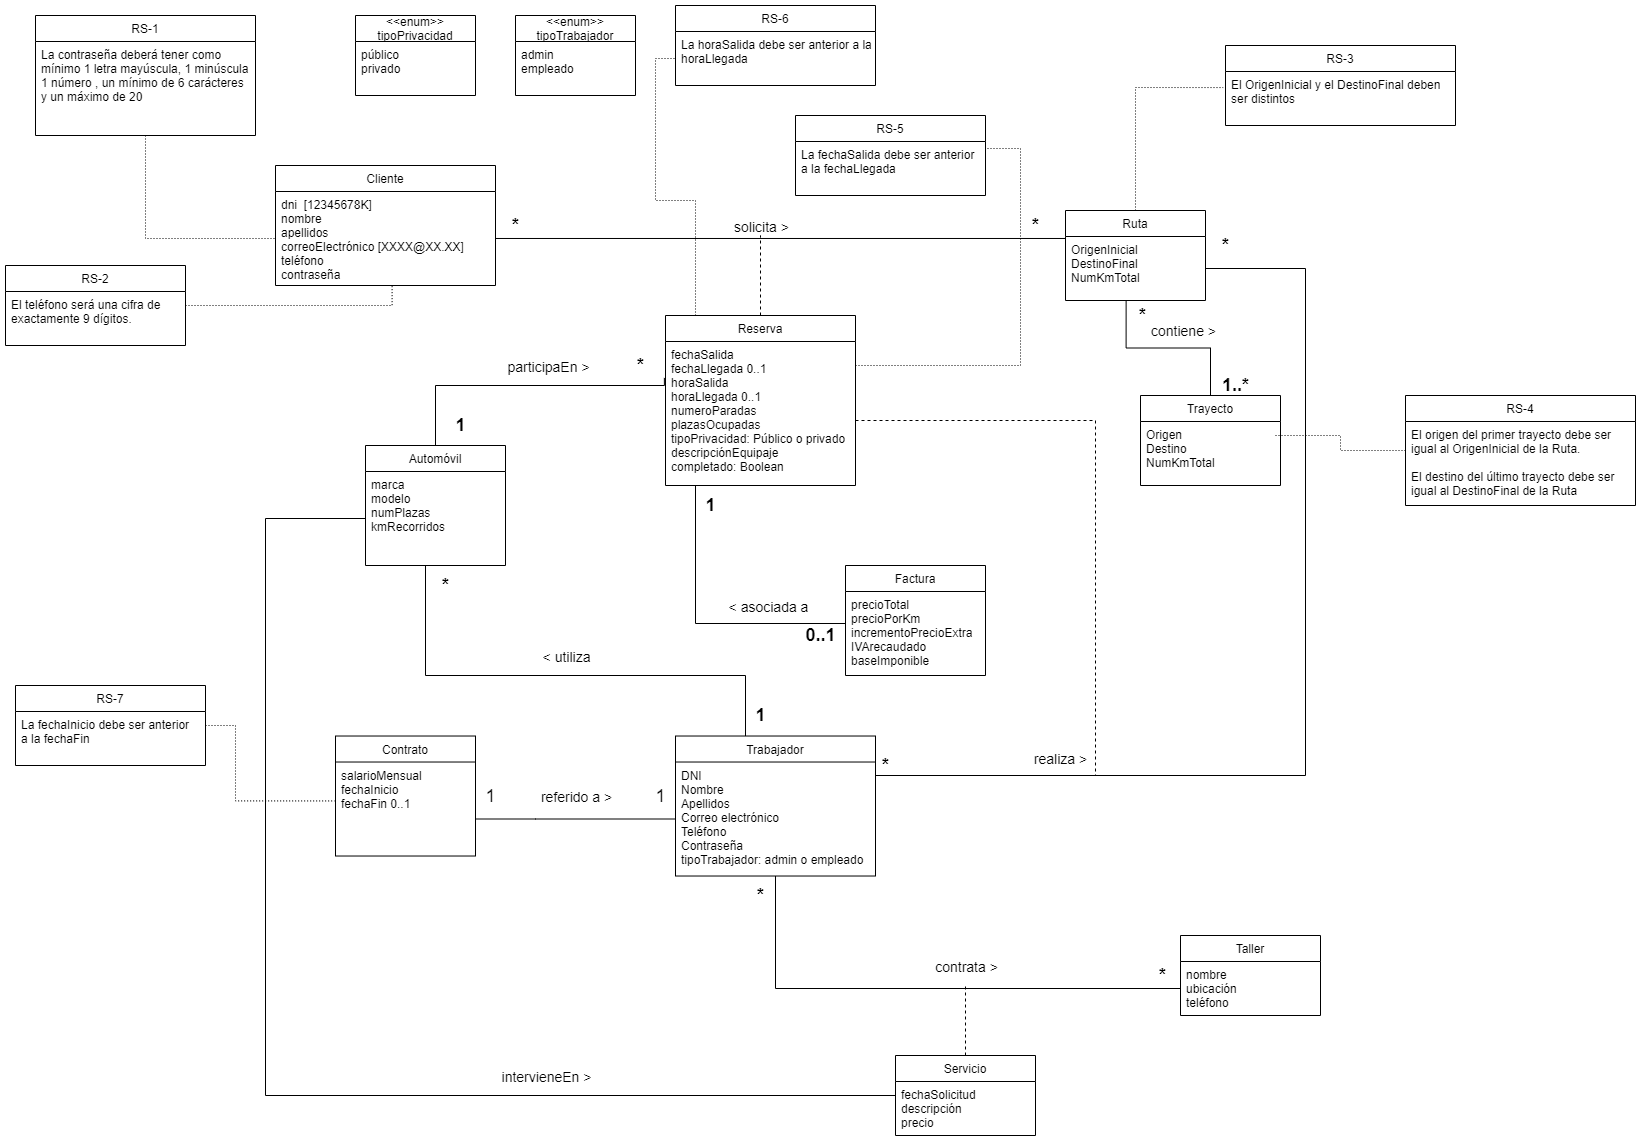 RS-1
La contraseña deberá tener como
mínimo 1 letra mayúscula, 1 minúscula
1 número , un mínimo de 6 carácteres
y un máximo de 20
<<enum>>
tipoPrivacidad
público
privado
<<enum>>
tipoTrabajador
admin
empleado
RS-6
La horaSalida debe ser anterior a la
horaLlegada
RS-3
El OrigenInicial y el DestinoFinal deben
ser distintos
RS-5
La fechaSalida debe ser anterior
a la fechaLlegada
Cliente
dni  [12345678K]
nombre
apellidos
correoElectrónico [XXXX@XX.XX]
teléfono
contraseña
*
solicita >
*
Ruta
OrigenInicial
DestinoFinal
NumKmTotal
*
RS-2
El teléfono será una cifra de
exactamente 9 dígitos.
*
contiene >
1..*
Reserva
fechaSalida
fechaLlegada 0..1
horaSalida
horaLlegada 0..1
numeroParadas
plazasOcupadas
tipoPrivacidad: Público o privado
descripciónEquipaje
completado: Boolean
participaEn >
*
1
Trayecto
Origen
Destino
NumKmTotal
RS-4
El origen del primer trayecto debe ser
igual al OrigenInicial de la Ruta.
El destino del último trayecto debe ser
igual al DestinoFinal de la Ruta
Automóvil
marca
modelo
numPlazas
kmRecorridos
*
1
< asociada a
0..1
Factura
precioTotal
precioPorKm
incrementoPrecioExtra
IVArecaudado
baseImponible
< utiliza
1
RS-7
La fechaInicio debe ser anterior
a la fechaFin
Contrato
salarioMensual
fechaInicio
fechaFin 0..1
1
referido a >
1
Trabajador
DNI
Nombre
Apellidos
Correo electrónico
Teléfono
Contraseña
tipoTrabajador: admin o empleado
*
realiza >
*
contrata >
*
Taller
nombre
ubicación
teléfono
intervieneEn >
Servicio
fechaSolicitud
descripción
precio